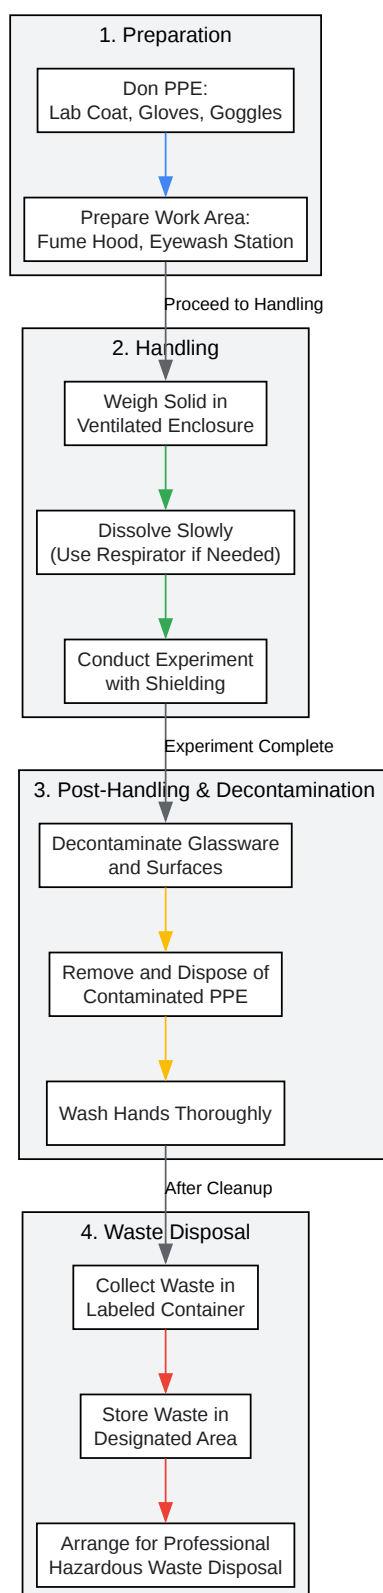 1. Preparation
Don PPE:
Lab Coat, Gloves, Goggles
Prepare Work Area:
Fume Hood, Eyewash Station
Proceed to Handling
2. Handling
Weigh Solid in
Ventilated Enclosure
Dissolve Slowly
(Use Respirator if Needed)
Conduct Experiment
with Shielding
Experiment Complete
3. Post-Handling & Decontamination
Decontaminate Glassware
and Surfaces
Remove and Dispose of
Contaminated PPE
Wash Hands Thoroughly
After Cleanup
4. Waste Disposal
Collect Waste in
Labeled Container
Store Waste in
Designated Area
Arrange for Professional
Hazardous Waste Disposal